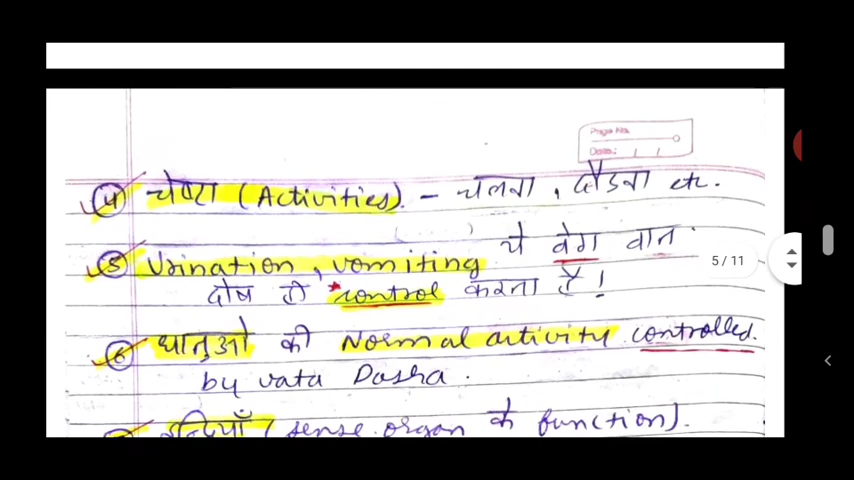 Page No.
Date: / /
④ चेष्टा (Activities). - चलना, दौडना etc.
⑤ Urination, vomiting ये वेग वात
5 / 11
दोष ही *control करता है!
⑥ धातुओ की Normal activity controlled
by vata Dosha.
इन्द्रियाँ (sense organ के function).